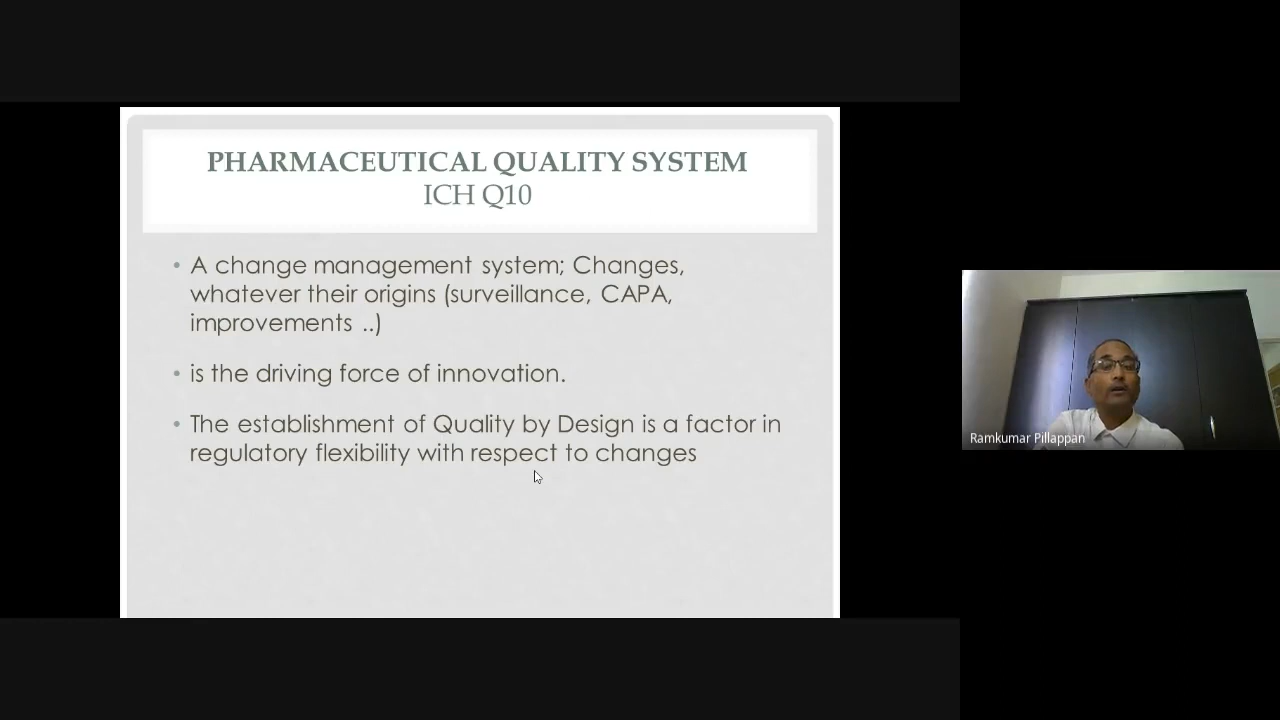 PHARMACEUTICAL QUALITY SYSTEM
ICH Q10
• A change management system; Changes,
whatever their origins (surveillance, CAPA,
improvements ..)
• is the driving force of innovation.
• The establishment of Quality by Design is a factor in
regulatory flexibility with respect to changes
Ramkumar Pillappan